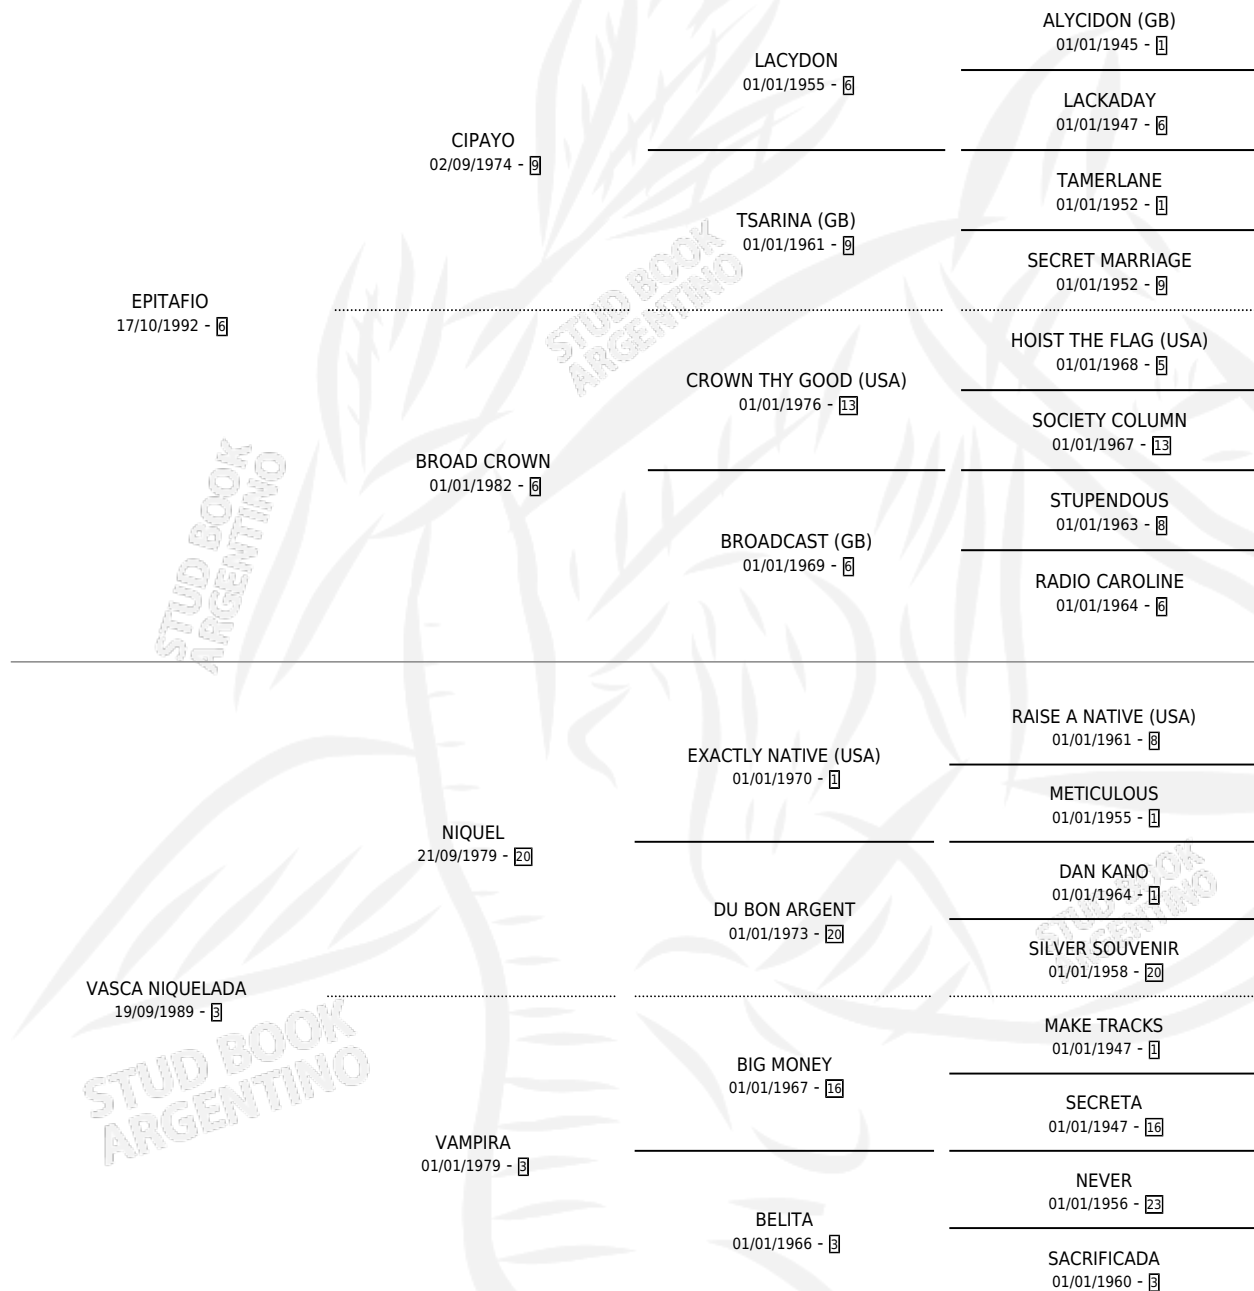 ALYCIDON (GB)
01/01/1945 - 1
LACYDON
01/01/1955 - 6
LACKADAY
01/01/1947 - 6
CIPAYO
02/09/1974 - 9
TAMERLANE
01/01/1952 - 1
TSARINA (GB)
01/01/1961 - 9
SECRET MARRIAGE
01/01/1952 - 9
EPITAFIO
17/10/1992 - 6
HOIST THE FLAG (USA)
01/01/1968 - 5
CROWN THY GOOD (USA)
01/01/1976 - 13
SOCIETY COLUMN
01/01/1967 - 13
BROAD CROWN
01/01/1982 - 6
STUPENDOUS
01/01/1963 - 8
BROADCAST (GB)
01/01/1969 - 6
RADIO CAROLINE
01/01/1964 - 6
RAISE A NATIVE (USA)
01/01/1961 - 8
EXACTLY NATIVE (USA)
01/01/1970 - 1
METICULOUS
01/01/1955 - 1
NIQUEL
21/09/1979 - 20
DAN KANO
01/01/1964 - 1
DU BON ARGENT
01/01/1973 - 20
SILVER SOUVENIR
01/01/1958 - 20
VASCA NIQUELADA
19/09/1989 - 3
MAKE TRACKS
01/01/1947 - 1
BIG MONEY
01/01/1967 - 16
SECRETA
01/01/1947 - 16
VAMPIRA
01/01/1979 - 3
NEVER
01/01/1956 - 23
BELITA
01/01/1966 - 3
SACRIFICADA
01/01/1960 - 3
STUD BOOK
ARGENTINO
STUD BOOK
ARGENTINO
STUD BOOK
ARGENTINO
STUD BOOK
ARGENTINO